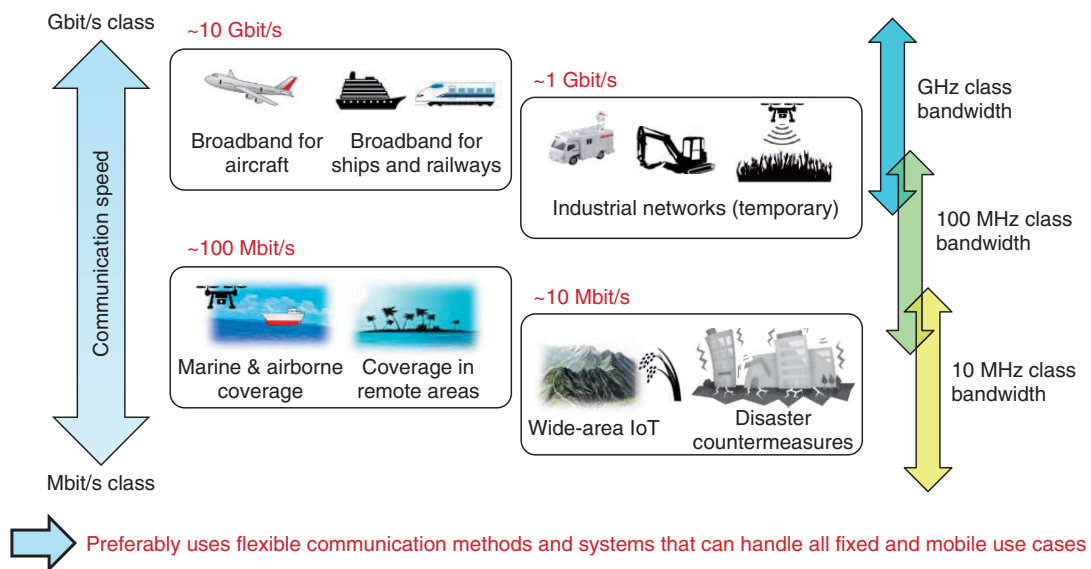 Gbit/s class
Communication speed
Mbit/s class
~10 Gbit/s
Broadband for
aircraft
Broadband for
ships and railways
~1 Gbit/s
Industrial networks (temporary)
~100 Mbit/s
Marine & airborne
coverage
Coverage in
remote areas
~10 Mbit/s
Wide-area IoT
Disaster
countermeasures
GHz class
bandwidth
100 MHz class
bandwidth
10 MHz class
bandwidth
Preferably uses flexible communication methods and systems that can handle all fixed and mobile use cases